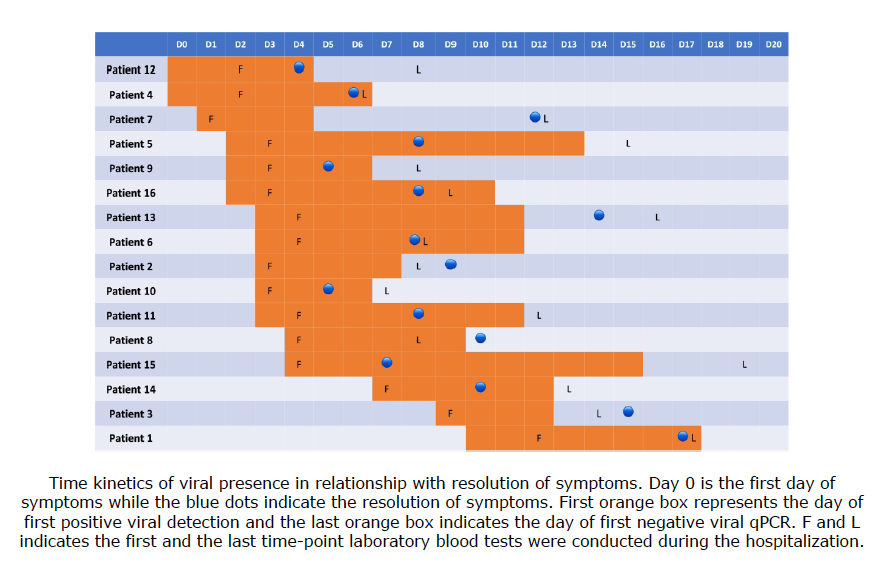 D0 D1 D2 D3 D4 D5 D6 D7 D8 D9 D10 D11 D12 D13 D14 D15 D16 D17 D18 D19 D20
Patient 12 F L
Patient 4 F L
Patient 7 F L
Patient 5 F L
Patient 9 F L
Patient 16 F L
Patient 13 F L
Patient 6 F L
Patient 2 F L
Patient 10 F L
Patient 11 F L
Patient 8 F L
Patient 15 F L
Patient 14 F L
Patient 3 F L
Patient 1 F L
Time kinetics of viral presence in relationship with resolution of symptoms. Day 0 is the first day of
symptoms while the blue dots indicate the resolution of symptoms. First orange box represents the day of
first positive viral detection and the last orange box indicates the day of first negative viral qPCR. F and L
indicates the first and the last time-point laboratory blood tests were conducted during the hospitalization.